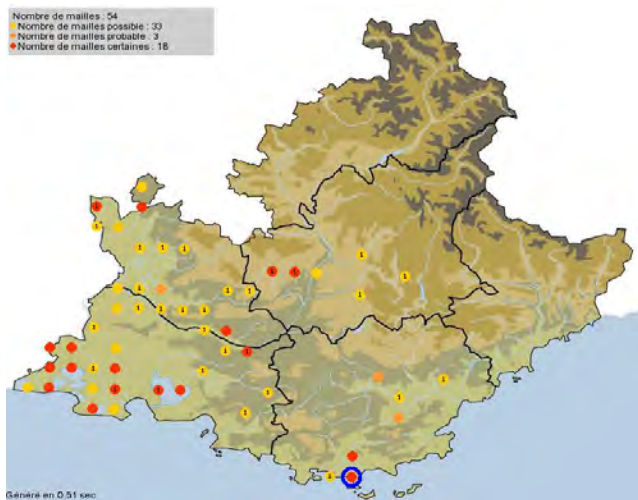 Nombre de mailles : 54
Nombre de mailles possible : 33
Nombre de mailles probable : 3
Nombre de mailles certaines : 18
Généré en 0.51 sec